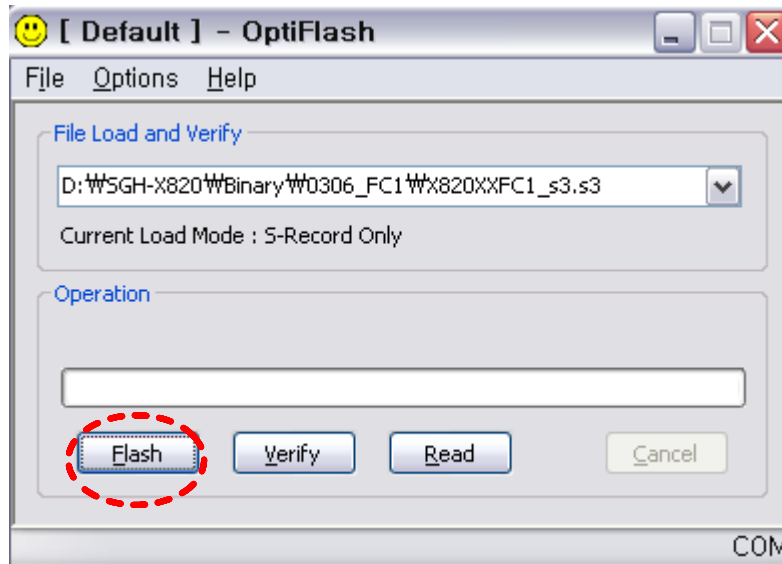 [ Default ] - OptiFlash
File Options Help
File Load and Verify
D:₩SGH-X820₩Binary₩0306_FC1₩X820XXFC1_s3.s3
Current Load Mode : S-Record Only
Operation
Flash Verify Read Cancel
COM